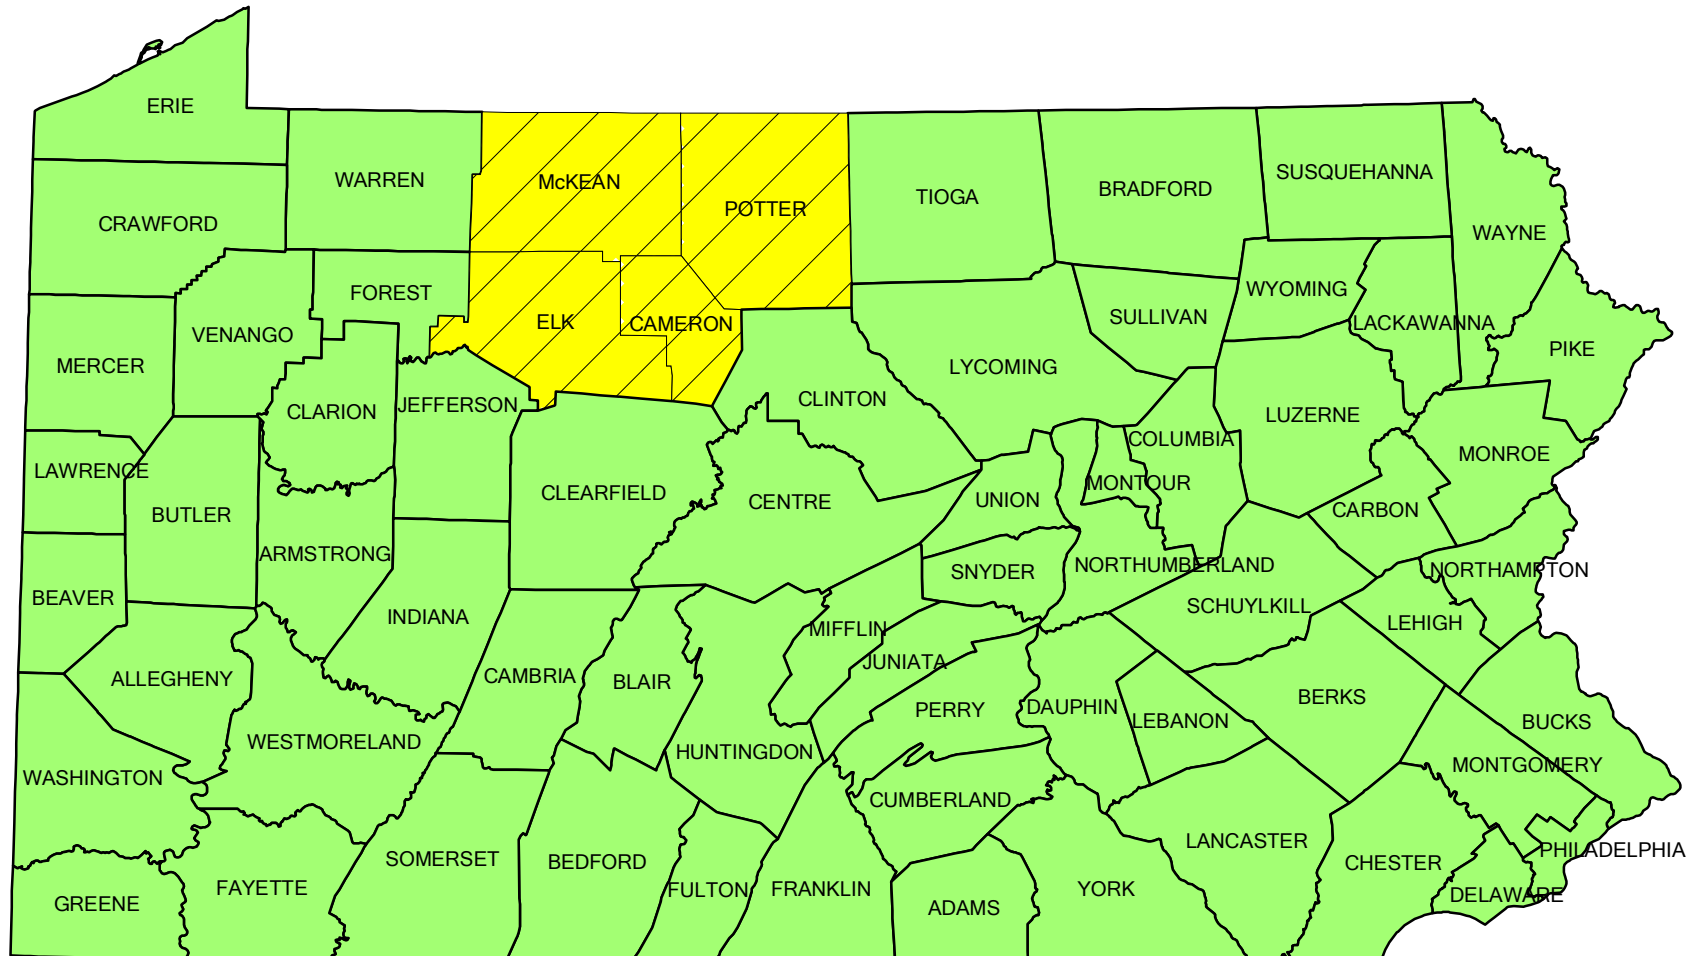 ERIE
WARREN
McKEAN
POTTER
TIOGA
BRADFORD
SUSQUEHANNA
WAYNE
CRAWFORD
FOREST
VENANGO
ELK
CAMERON
SULLIVAN
WYOMING
LACKAWANNA
PIKE
MERCER
CLARION
JEFFERSON
CLINTON
LYCOMING
LUZERNE
COLUMBIA
MONROE
LAWRENCE
BUTLER
CLEARFIELD
CENTRE
UNION
MONTOUR
CARBON
ARMSTRONG
BEAVER
INDIANA
SNYDER
NORTHUMBERLAND
NORTHAMPTON
SCHUYLKILL
LEHIGH
MIFFLIN
JUNIATA
ALLEGHENY
CAMBRIA
BLAIR
PERRY
DAUPHIN
LEBANON
BERKS
BUCKS
WESTMORELAND
HUNTINGDON
WASHINGTON
MONTGOMERY
CUMBERLAND
LANCASTER
PHILADELPHIA
SOMERSET
BEDFORD
CHESTER
GREENE
FAYETTE
FULTON
FRANKLIN
ADAMS
YORK
DELAWARE